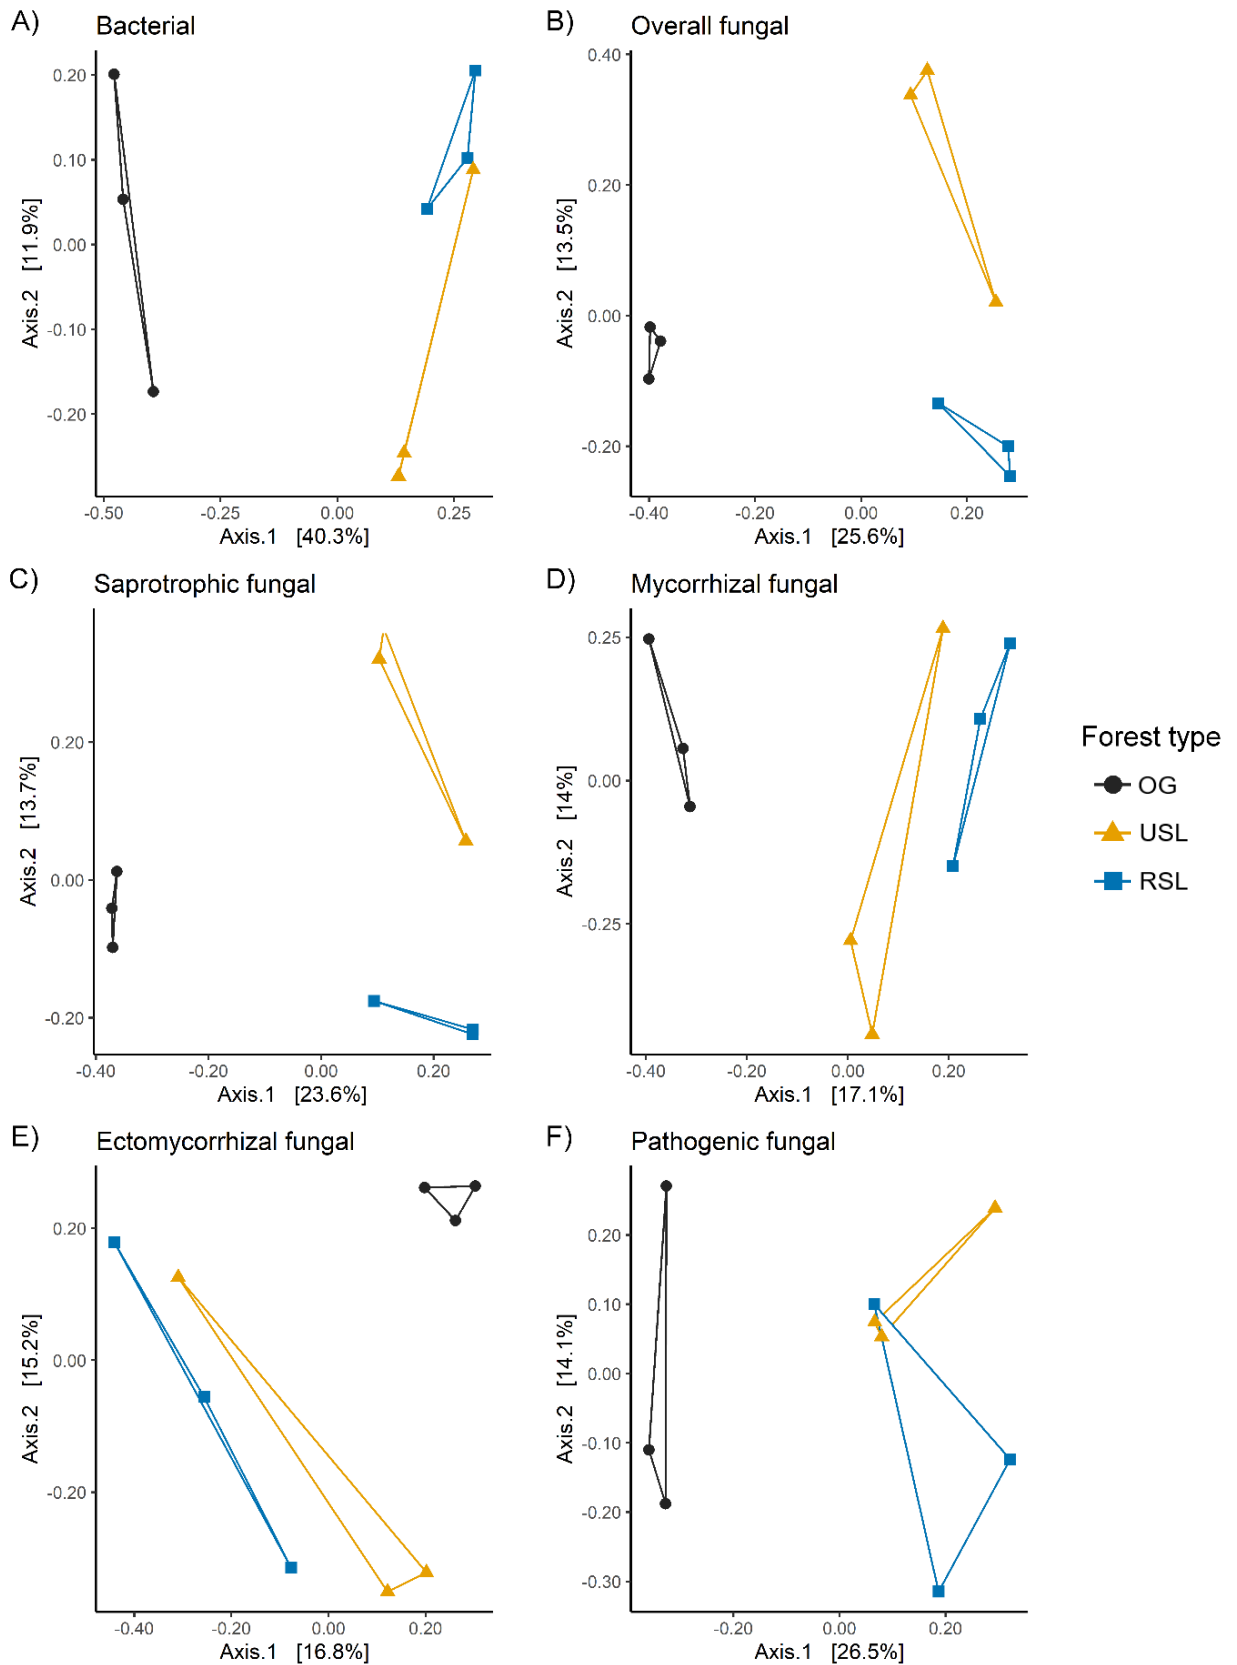 A) Bacterial
0.20
0.10
0.00
-0.10
-0.20
Axis.2 [11.9%]
-0.50 -0.25 0.00 0.25
Axis.1 [40.3%]
B) Overall fungal
0.40
0.20
0.00
-0.20
Axis.2 [13.5%]
-0.40 -0.20 0.00 0.20
Axis.1 [25.6%]
C) Saprotrophic fungal
0.20
0.00
-0.20
Axis.2 [13.7%]
-0.40 -0.20 0.00 0.20
Axis.1 [23.6%]
D) Mycorrhizal fungal
0.25
0.00
-0.25
Axis.2 [14%]
-0.40 -0.20 0.00 0.20
Axis.1 [17.1%]
Forest type
OG
USL
RSL
E) Ectomycorrhizal fungal
0.20
0.00
-0.20
Axis.2 [15.2%]
-0.40 -0.20 0.00 0.20
Axis.1 [16.8%]
F) Pathogenic fungal
0.20
0.10
0.00
-0.10
-0.20
-0.30
Axis.2 [14.1%]
-0.20 0.00 0.20
Axis.1 [26.5%]